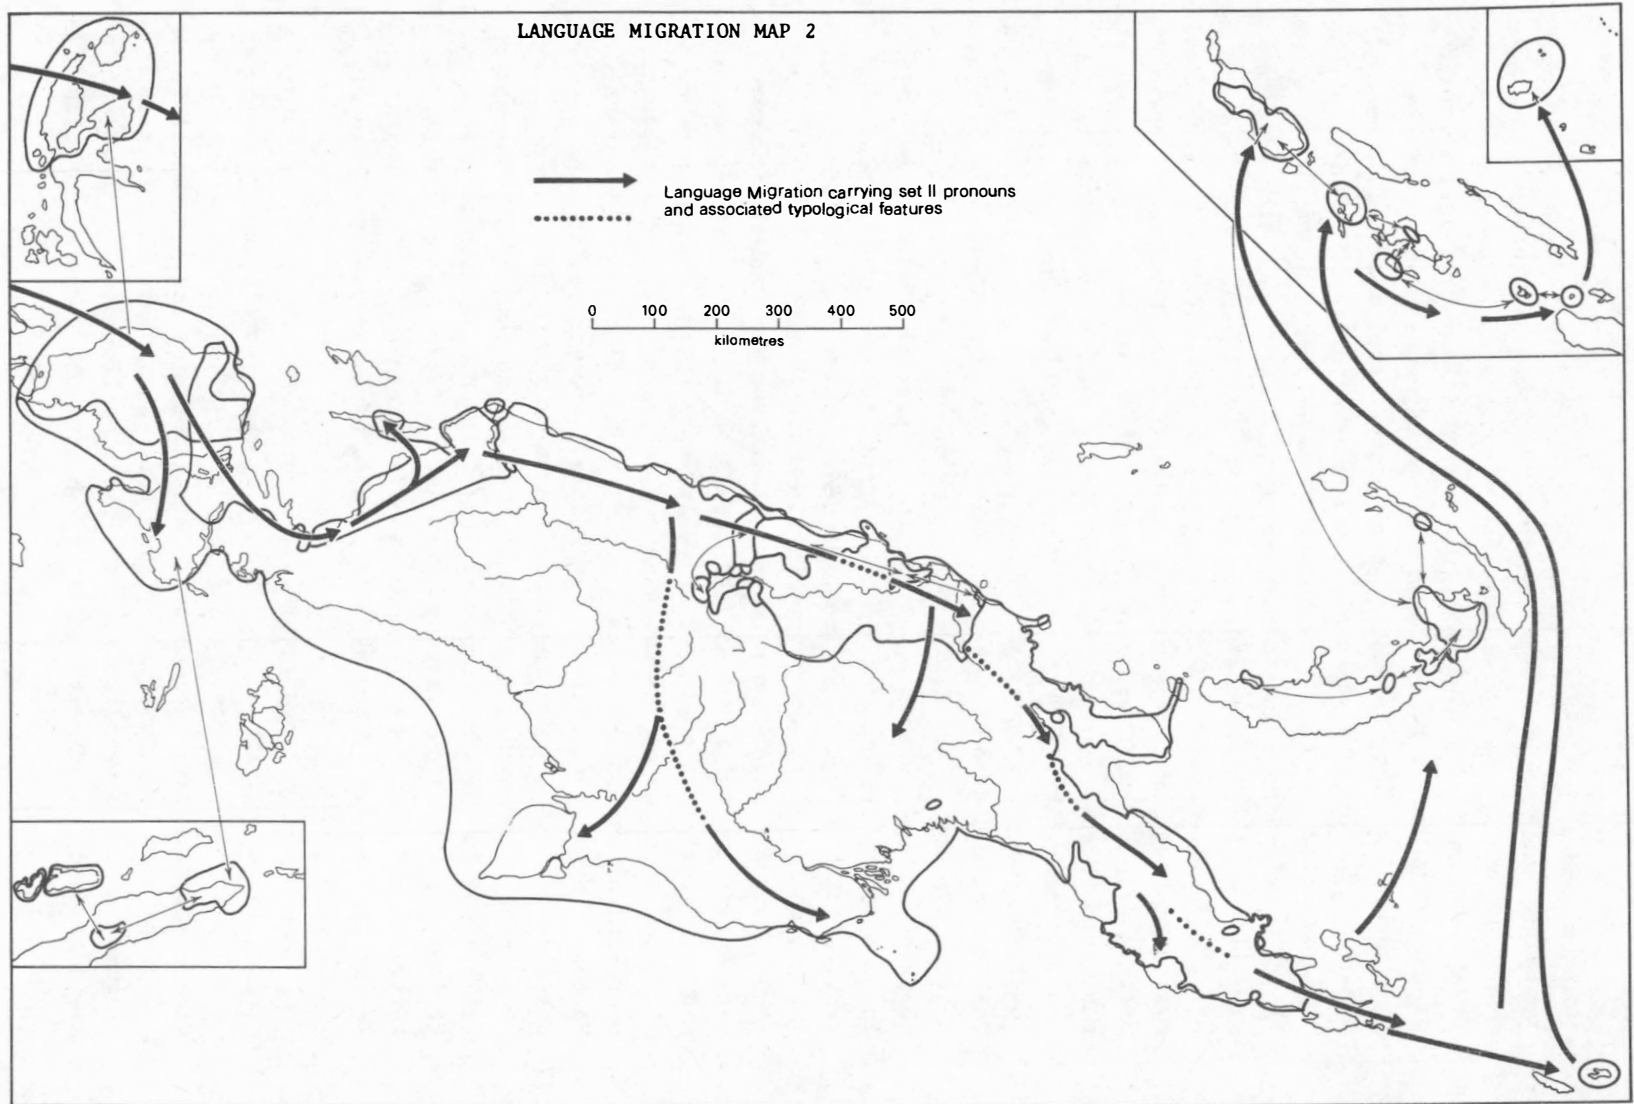 LANGUAGE MIGRATION MAP 2
Language Migration carrying set II pronouns
and associated typological features
0 100 200 300 400 500
kilometres